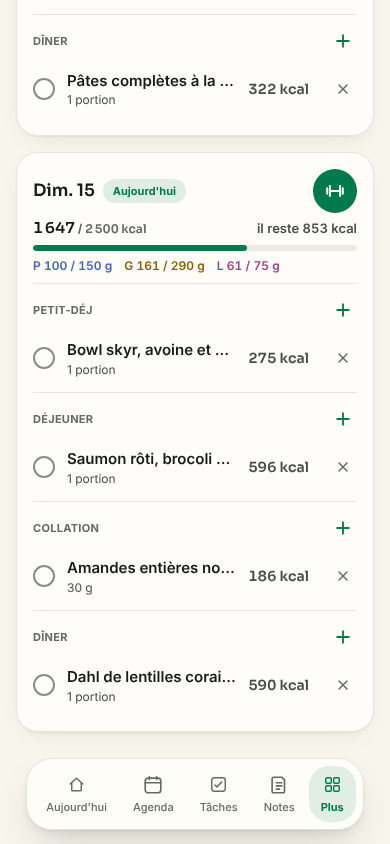 DÎNER
Pâtes complètes à la ... 322 kcal
1 portion
Dim. 15 Aujourd'hui
1 647 / 2 500 kcal il reste 853 kcal
P 100 / 150 g G 161 / 290 g L 61 / 75 g
PETIT-DÉJ
Bowl skyr, avoine et ... 275 kcal
1 portion
DÉJEUNER
Saumon rôti, brocoli ... 596 kcal
1 portion
COLLATION
Amandes entières no... 186 kcal
30 g
DÎNER
Dahl de lentilles corai... 590 kcal
1 portion
Aujourd'hui Agenda Tâches Notes Plus